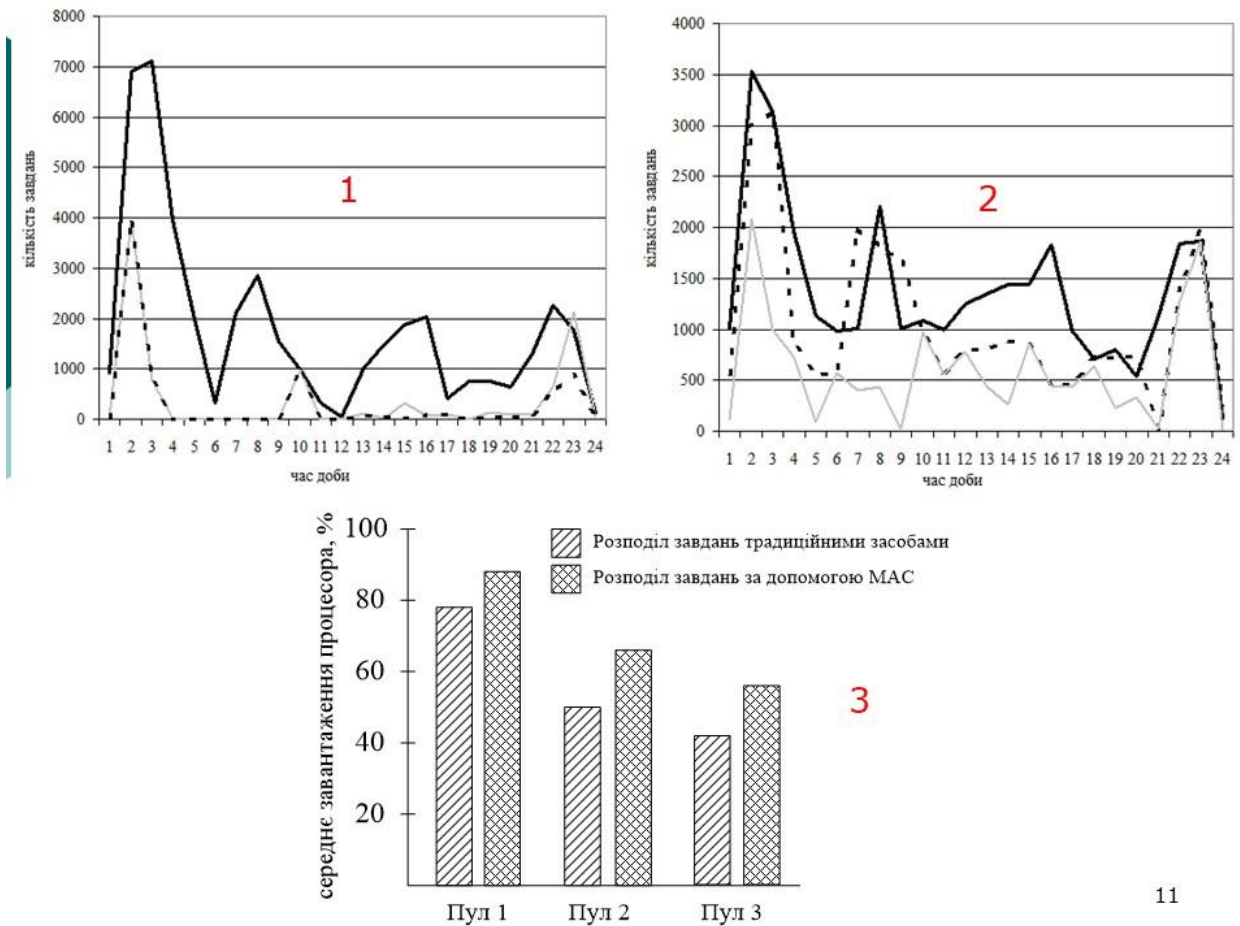 8000
7000
6000
5000
4000
3000
2000
1000
0
кількість завдань
1
1 2 3 4 5 6 7 8 9 10 11 12 13 14 15 16 17 18 19 20 21 22 23 24
час доби
4000
3500
3000
2500
2000
1500
1000
500
0
кількість завдань
2
1 2 3 4 5 6 7 8 9 10 11 12 13 14 15 16 17 18 19 20 21 22 23 24
час доби
середнє завантаження процесора, %
100
80
60
40
20
Розподіл завдань традиційними засобами
Розподіл завдань за допомогою МАС
3
Пул 1 Пул 2 Пул 3
11